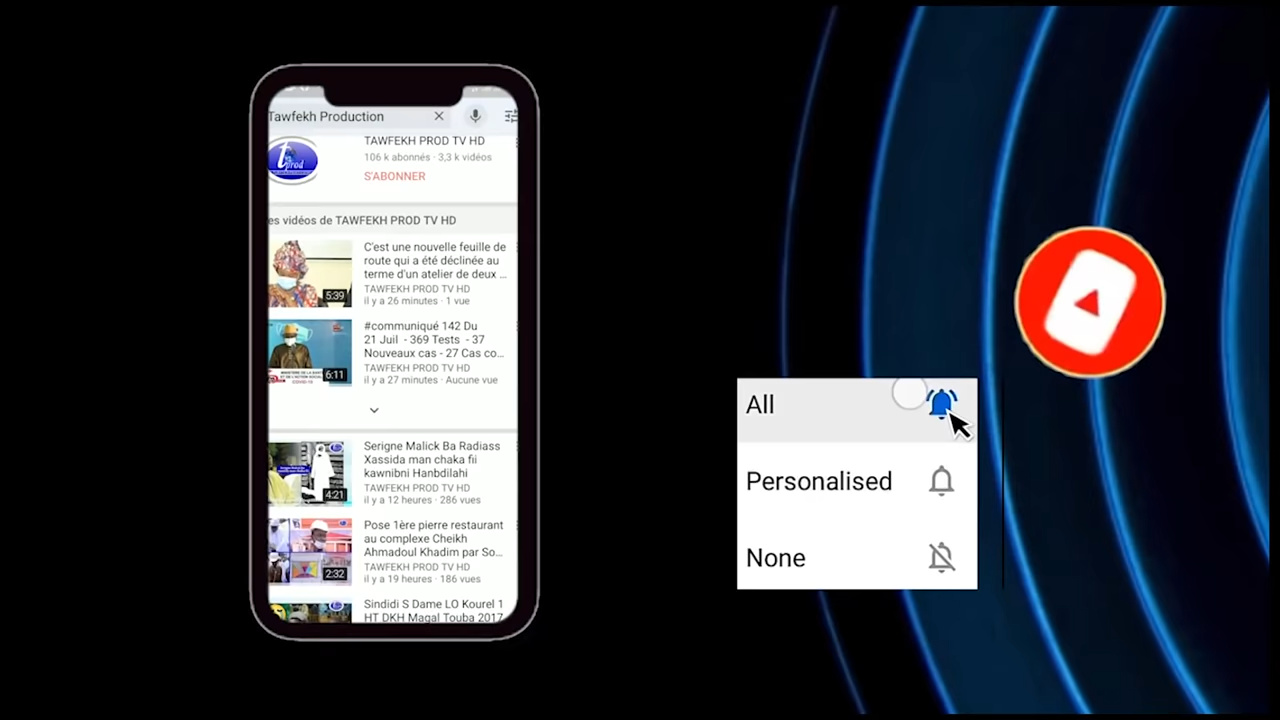 Tawfekh Production
TAWFEKH PROD TV HD
106 k abonnés · 3,3 k vidéos
S'ABONNER
t prod
es vidéos de TAWFEKH PROD TV HD
C'est une nouvelle feuille de
route qui a été déclinée au
terme d'un atelier de deux ...
TAWFEKH PROD TV HD
il y a 26 minutes · 1 vue
5:39
#communiqué 142 Du
21 Juil - 369 Tests - 37
Nouveaux cas - 27 Cas co...
TAWFEKH PROD TV HD
il y a 27 minutes · Aucune vue
6:11
Serigne Malick Ba Radiass
Xassida man chaka fii
kawnibni Hanbdilahi
TAWFEKH PROD TV HD
il y a 12 heures · 286 vues
4:21
Pose 1ère pierre restaurant
au complexe Cheikh
Ahmadoul Khadim par So...
TAWFEKH PROD TV HD
il y a 19 heures · 186 vues
2:32
Sindidi S Dame LO Kourel 1
HT DKH Magal Touba 2017
All
Personalised
None